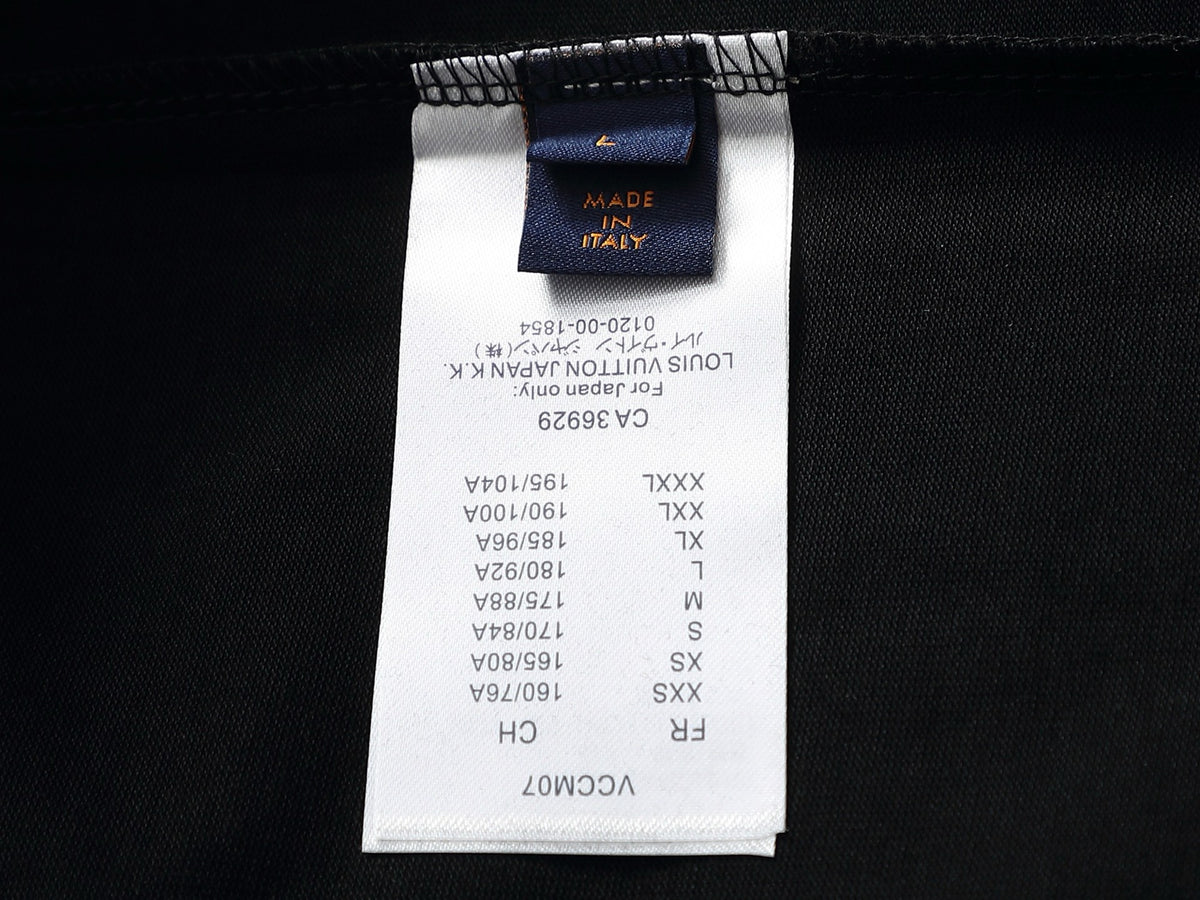 L
MADE
IN
ITALY
VCCM07
FR CH
XXS 160/76A
XS 165/80A
S 170/84A
M 175/88A
L 180/92A
XL 185/96A
XXL 190/100A
XXXL 195/104A
CA 36929
For Japan only:
LOUIS VUITTON JAPAN K.K.
ルイ・ヴィトン ジャパン(株)
0120-00-1854